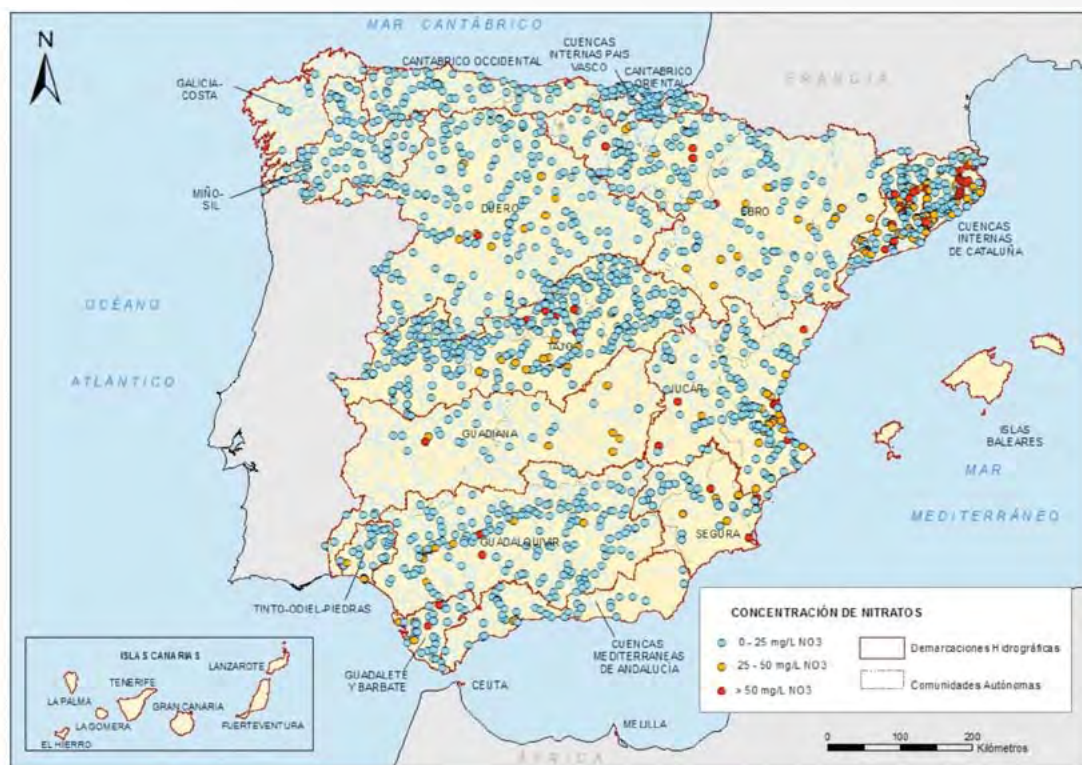 MAR CANTÁBRICO
N
CUENCAS
INTERNAS PAIS
VASCO
CANTABRICO OCCIDENTAL
CANTABRICO
ORIENTAL
FRANCIA
GALICIA-
COSTA
MIÑO-
SIL
DUERO
EBRO
CUENCAS
INTERNAS
DE CATALUÑA
OCÉANO
ATLÁNTICO
TAJO
JUCAR
GUADIANA
ISLAS
BALEARES
MAR
MEDITERRÁNEO
SEGURA
GUADALQUIVIR
TINTO-ODIEL-PIEDRAS
CUENCAS
MEDITERRANEAS
DE ANDALUCÍA
GUADALETE
Y BARBATE
CEUTA
MELILLA
ÁFRICA
ISLAS CANARIAS
LANZAROTE
LA PALMA
TENERIFE
GRAN CANARIA
LA GOMERA
FUERTEVENTURA
EL HIERRO
CONCENTRACIÓN DE NITRATOS
0 - 25 mg/L NO3
25 - 50 mg/L NO3
> 50 mg/L NO3
Demarcaciones Hidrográficas
Comunidades Autónomas
0 50 100 200
Kilómetros